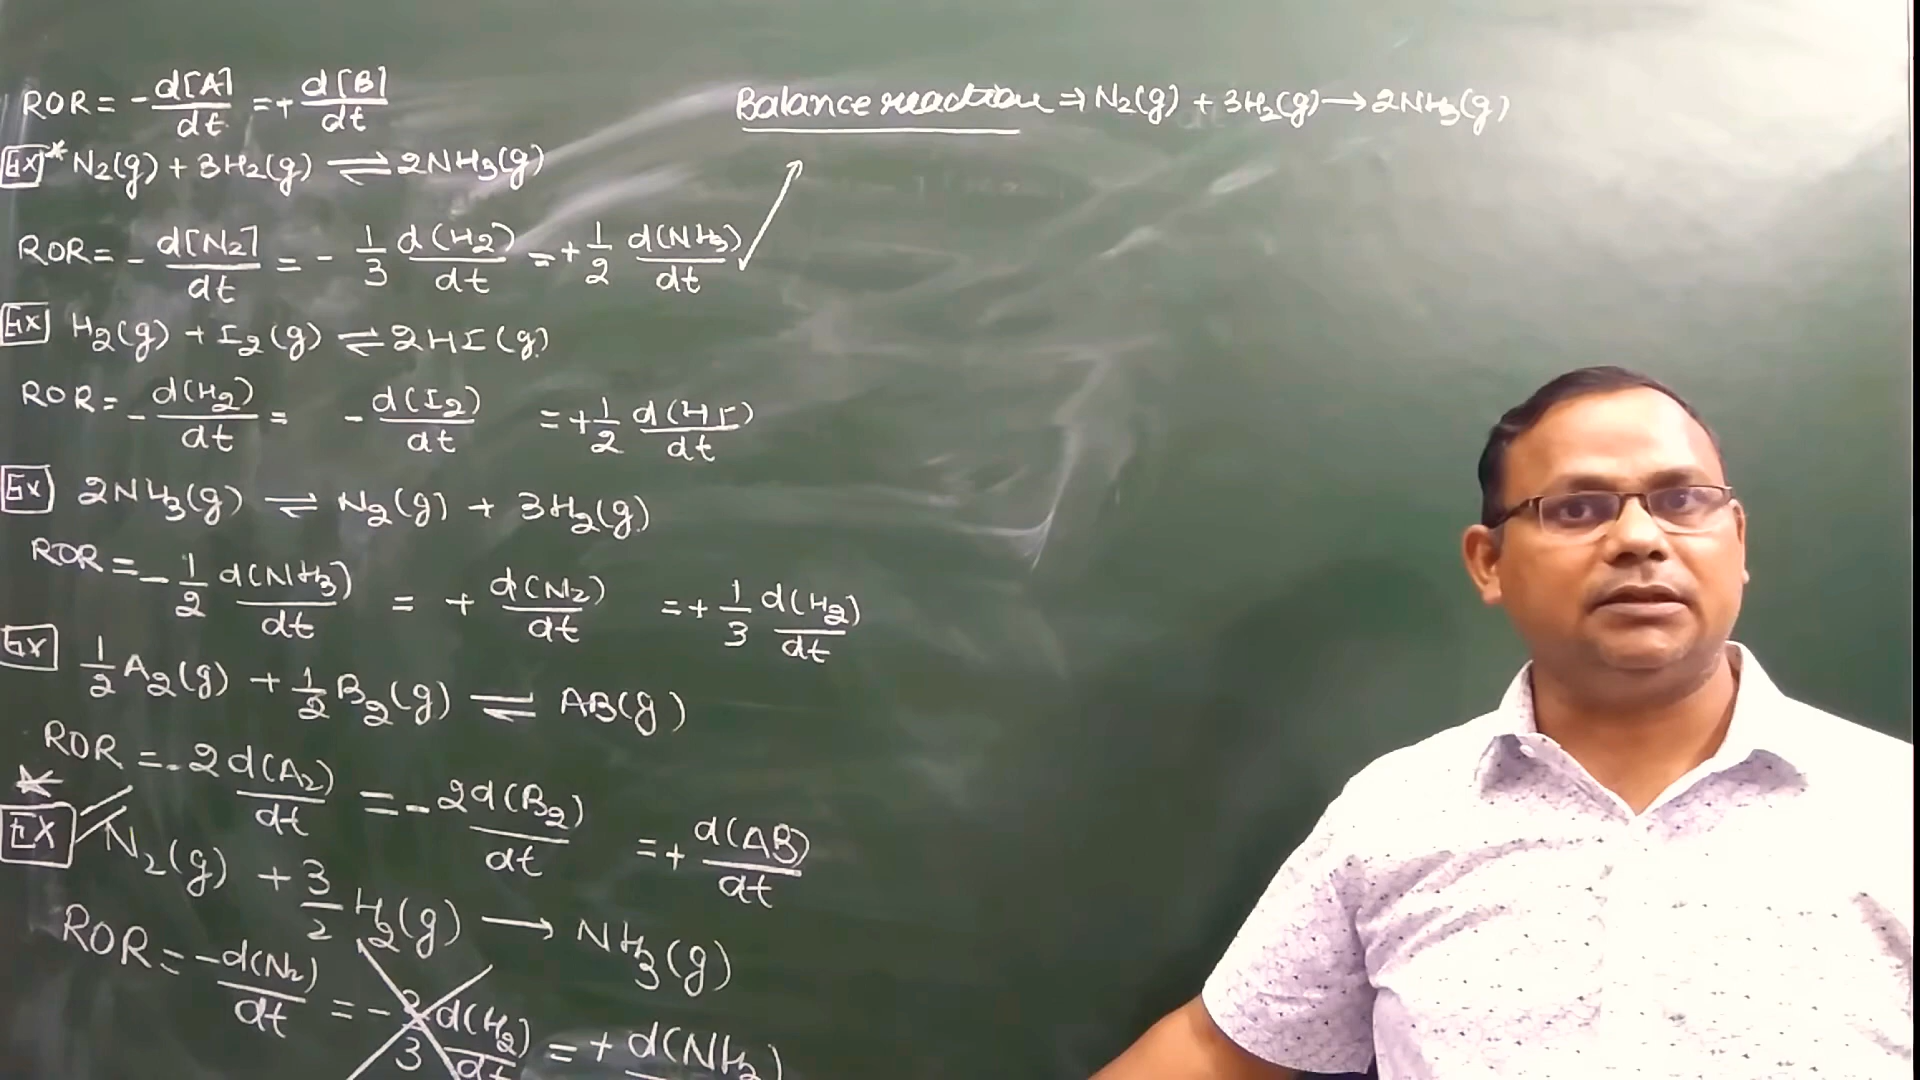 ROR = - d[A]/dt = + d[B]/dt
Ex * N2(g) + 3H2(g) ⇌ 2NH3(g)
ROR = - d[N2]/dt = - 1/3 d(H2)/dt = + 1/2 d(NH3)/dt
Ex H2(g) + I2(g) ⇌ 2HI(g)
ROR = - d(H2)/dt = - d(I2)/dt = + 1/2 d(HI)/dt
Ex 2NH3(g) ⇌ N2(g) + 3H2(g)
ROR = - 1/2 d(NH3)/dt = + d(N2)/dt = + 1/3 d(H2)/dt
Ex 1/2 A2(g) + 1/2 B2(g) ⇌ AB(g)
ROR = - 2d(A2)/dt = - 2d(B2)/dt = + d(AB)/dt
* Ex N2(g) + 3/2 H2(g) → NH3(g)
ROR = - d(N2)/dt = - 2/3 d(H2)/dt = + d(NH3)
Balance reaction ⇒ N2(g) + 3H2(g) → 2NH3(g)